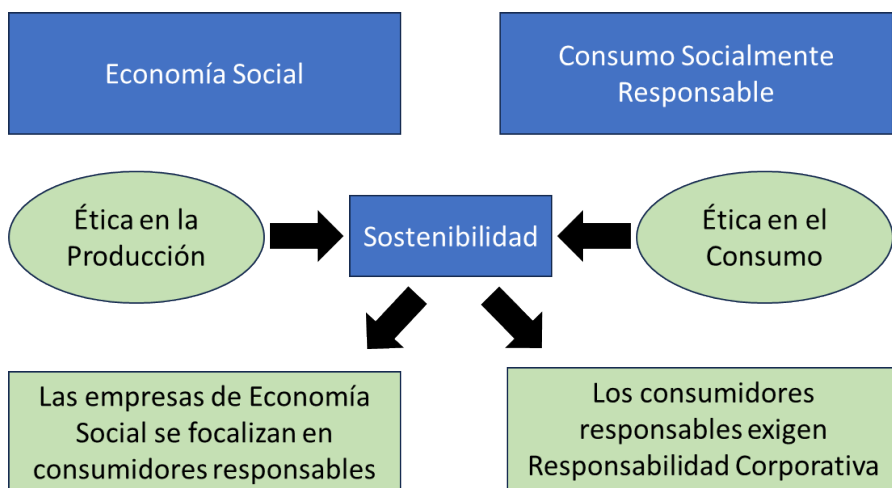 Economía Social
Consumo Socialmente
Responsable
Ética en la
Producción
Sostenibilidad
Ética en el
Consumo
Las empresas de Economía
Social se focalizan en
consumidores responsables
Los consumidores
responsables exigen
Responsabilidad Corporativa